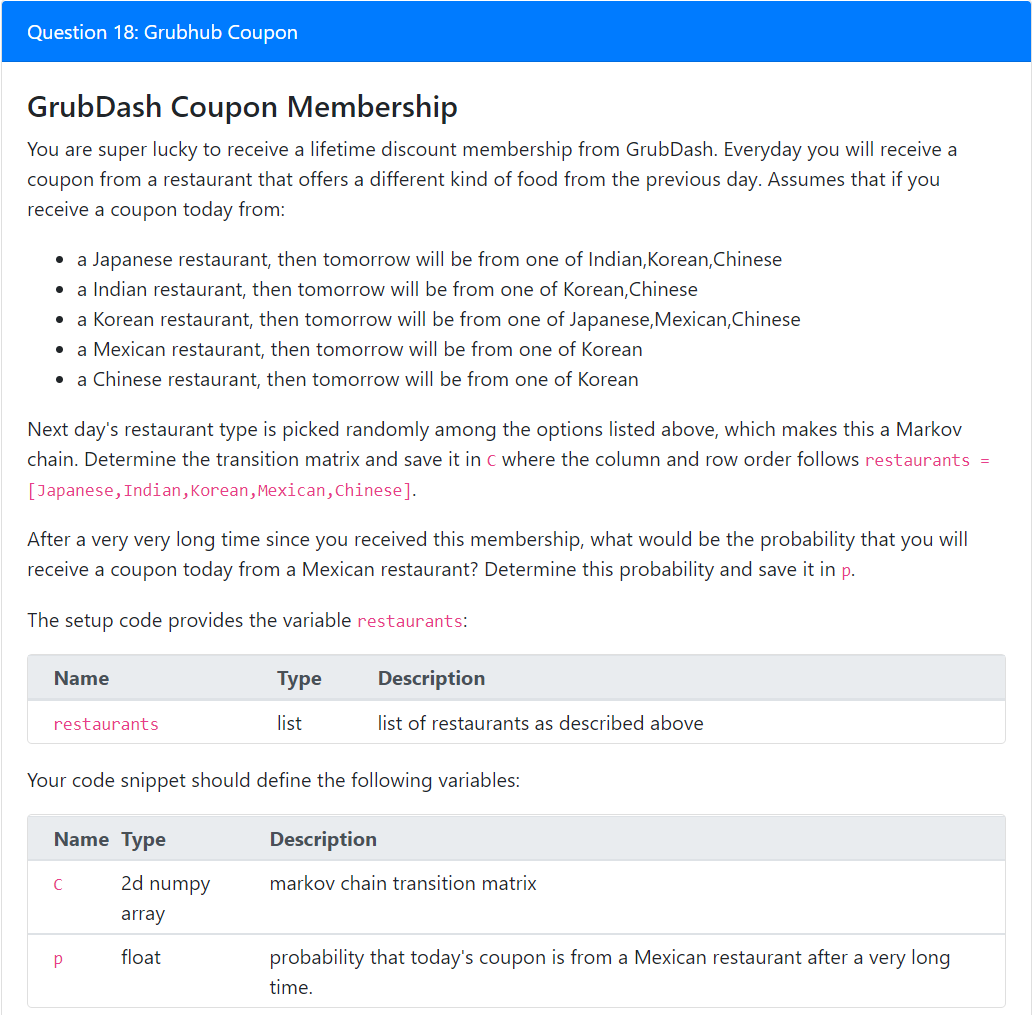 Question 18: Grubhub Coupon
GrubDash Coupon Membership
You are super lucky to receive a lifetime discount membership from GrubDash. Everyday you will receive a
coupon from a restaurant that offers a different kind of food from the previous day. Assumes that if you
receive a coupon today from:
• a Japanese restaurant, then tomorrow will be from one of Indian,Korean,Chinese
• a Indian restaurant, then tomorrow will be from one of Korean,Chinese
• a Korean restaurant, then tomorrow will be from one of Japanese,Mexican,Chinese
• a Mexican restaurant, then tomorrow will be from one of Korean
• a Chinese restaurant, then tomorrow will be from one of Korean
Next day's restaurant type is picked randomly among the options listed above, which makes this a Markov
chain. Determine the transition matrix and save it in C where the column and row order follows restaurants =
[Japanese,Indian,Korean,Mexican,Chinese].
After a very very long time since you received this membership, what would be the probability that you will
receive a coupon today from a Mexican restaurant? Determine this probability and save it in p.
The setup code provides the variable restaurants:
Name Type Description
restaurants list list of restaurants as described above
Your code snippet should define the following variables:
Name Type Description
C 2d numpy markov chain transition matrix
array
p float probability that today's coupon is from a Mexican restaurant after a very long
time.